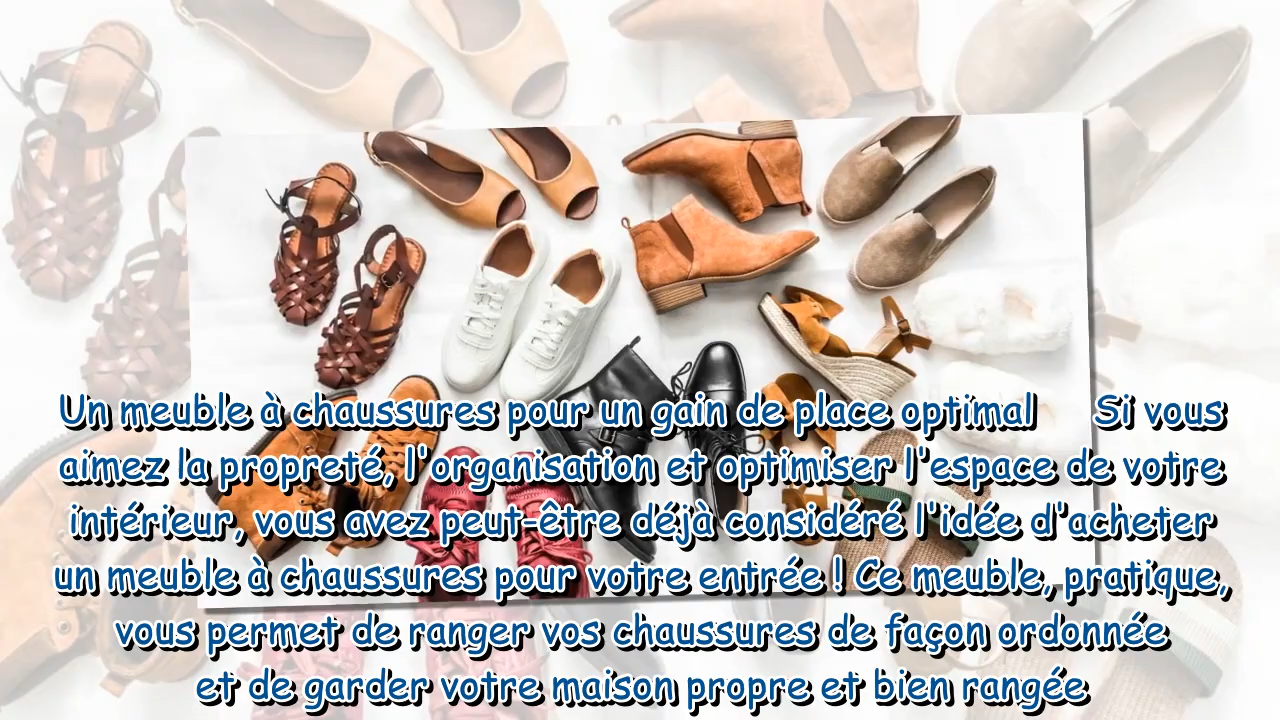 Un meuble à chaussures pour un gain de place optimal Si vous
aimez la propreté, l'organisation et optimiser l'espace de votre
intérieur, vous avez peut-être déjà considéré l'idée d'acheter
un meuble à chaussures pour votre entrée ! Ce meuble, pratique,
vous permet de ranger vos chaussures de façon ordonnée
et de garder votre maison propre et bien rangée